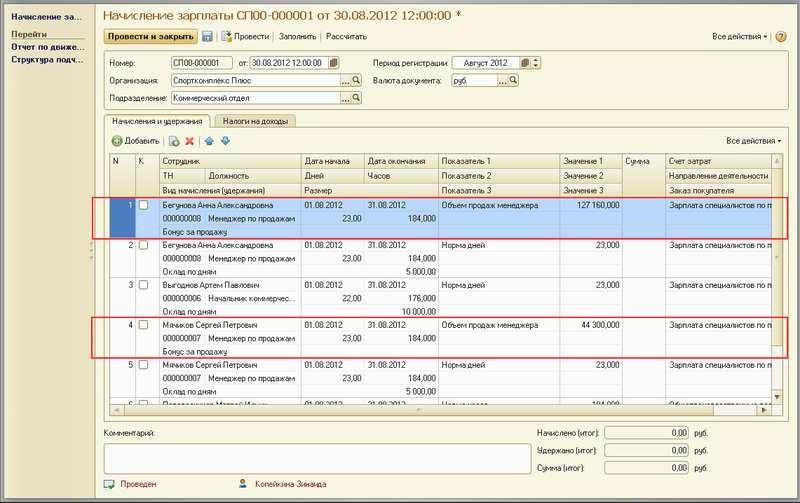 Начисление за...
Перейти
Отчет по движе...
Структура подч...
Начисление зарплаты СП00-000001 от 30.08.2012 12:00:00 *
Провести и закрыть Провести Заполнить Рассчитать Все действия
Номер: СП00-000001 от: 30.08.2012 12:00:00 Период регистрации: Август 2012
Организация: Спорткомплекс Плюс ... Валюта документа: руб. ...
Подразделение: Коммерческий отдел ...
Начисления и удержания Налоги на доходы
Добавить Все действия
N К Сотрудник Дата начала Дата окончания Показатель 1 Значение 1 Сумма Счет затрат
ТН Должность Дней Часов Показатель 2 Значение 2 Направление деятельности
Вид начисления (удержания) Размер Показатель 3 Значение 3 Заказ покупателя
1 Бегунова Анна Александровна 01.08.2012 31.08.2012 Объем продаж менеджера 127 160,000 Зарплата специалистов по п
000000008 Менеджер по продажам 23,00 184,000
Бонус за продажу
2 Бегунова Анна Александровна 01.08.2012 31.08.2012 Норма дней 23,000 Зарплата специалистов по п
000000008 Менеджер по продажам 23,00 184,000
Оклад по дням 5 000,00
3 Выгоднов Артем Павлович 01.08.2012 31.08.2012 Норма дней 23,000 Зарплата специалистов по п
000000006 Начальник коммерчес... 22,00 176,000
Оклад по дням 10 000,00
4 Мячиков Сергей Петрович 01.08.2012 31.08.2012 Объем продаж менеджера 44 300,000 Зарплата специалистов по п
000000007 Менеджер по продажам 23,00 184,000
Бонус за продажу
5 Мячиков Сергей Петрович 01.08.2012 31.08.2012 Норма дней 23,000 Зарплата специалистов по п
000000007 Менеджер по продажам 23,00 184,000
Оклад по дням 5 000,00
Комментарий: Начислено (итог): 0,00 руб.
Удержано (итог): 0,00 руб.
Сумма (итог): 0,00 руб.
Проведен Копейкина Зинаида